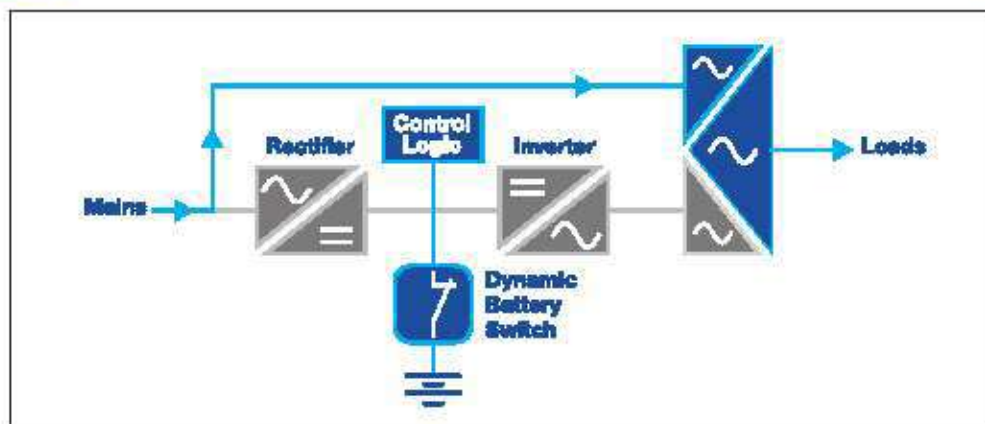 Control
Logic
Rectifier
Inverter
Mains
Loads
Dynamic
Battery
Switch